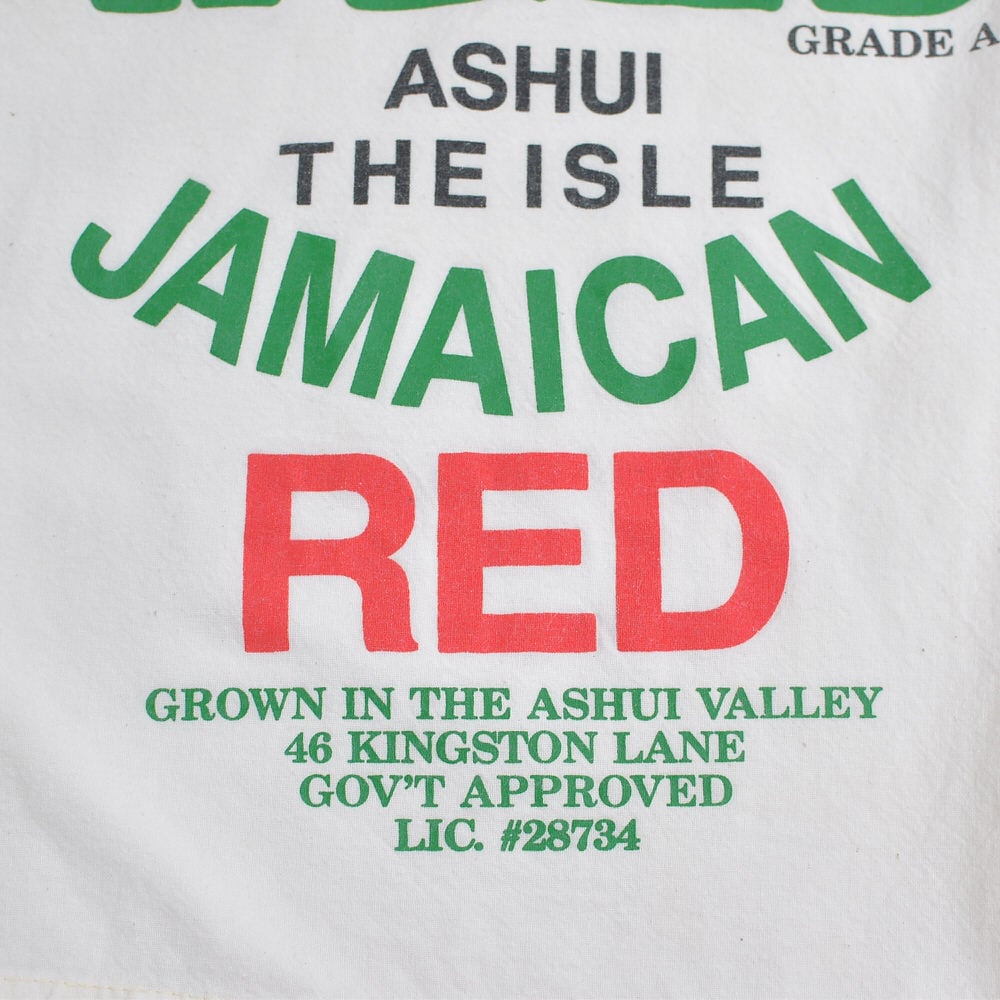 GRADE A
ASHUI
THE ISLE
JAMAICAN
RED
GROWN IN THE ASHUI VALLEY
46 KINGSTON LANE
GOV'T APPROVED
LIC. #28734